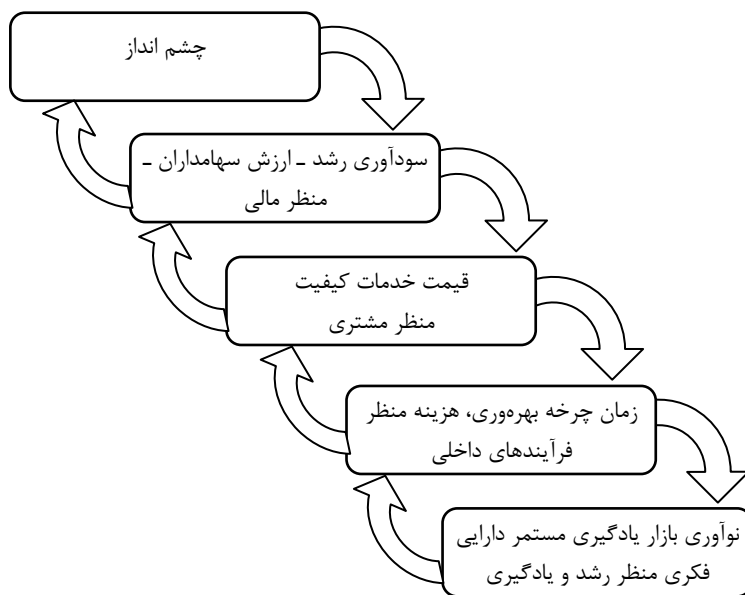 چشم انداز
سودآوری رشد ـ ارزش سهامداران ـ
منظر مالی
قیمت خدمات کیفیت
منظر مشتری
زمان چرخه بهره‌وری، هزینه منظر
فرآیندهای داخلی
نوآوری بازار یادگیری مستمر دارایی
فکری منظر رشد و یادگیری